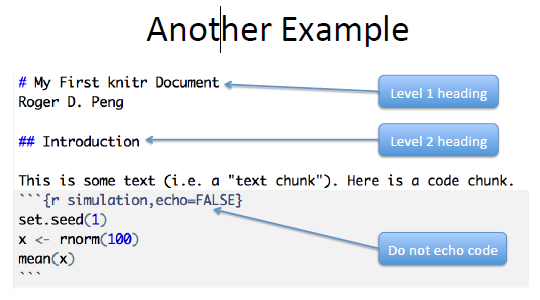 Another Example
# My First knitr Document
Level 1 heading
Roger D. Peng
## Introduction
Level 2 heading
This is some text (i.e. a "text chunk"). Here is a code chunk.
```{r simulation,echo=FALSE}
set.seed(1)
x <- rnorm(100)
Do not echo code
mean(x)
```